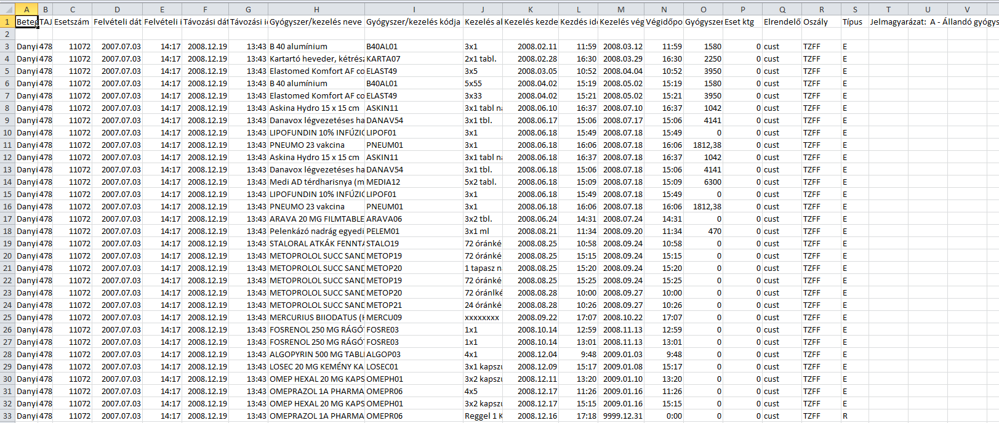 A B C D E F G H I J K L M N O P Q R S T U V
1 Beteg TAJ Esetszám Felvételi dát Felvételi i Távozási dát Távozási i Gyógyszer/kezelés neve Gyógyszer/kezelés kódja Kezelés al Kezelés kezde Kezdés id Kezelés vég Végidőpo Gyógyszer Eset ktg Elrendelő Oszály Típus Jelmagyarázat: A - Állandó gyógys
2
3 Danyi 478 11072 2007.07.03 14:17 2008.12.19 13:43 B 40 alumínium B40AL01 3x1 2008.02.11 11:59 2008.03.12 11:59 1580 0 cust TZFF E
4 Danyi 478 11072 2007.07.03 14:17 2008.12.19 13:43 Kartartó heveder, kétrész KARTA07 2x1 tabl. 2008.02.28 16:30 2008.03.29 16:30 2250 0 cust TZFF E
5 Danyi 478 11072 2007.07.03 14:17 2008.12.19 13:43 Elastomed Komfort AF co ELAST49 3x5 2008.03.05 10:52 2008.04.04 10:52 3950 0 cust TZFF E
6 Danyi 478 11072 2007.07.03 14:17 2008.12.19 13:43 B 40 alumínium B40AL01 5x55 2008.04.02 15:19 2008.05.02 15:19 1580 0 cust TZFF E
7 Danyi 478 11072 2007.07.03 14:17 2008.12.19 13:43 Elastomed Komfort AF co ELAST49 3x33 2008.04.02 15:21 2008.05.02 15:21 3950 0 cust TZFF E
8 Danyi 478 11072 2007.07.03 14:17 2008.12.19 13:43 Askina Hydro 15 x 15 cm ASKIN11 3x1 tabl na 2008.06.10 16:37 2008.07.10 16:37 1042 0 cust TZFF E
9 Danyi 478 11072 2007.07.03 14:17 2008.12.19 13:43 Danavox légvezetéses ha DANAV54 3x1 tbl. 2008.06.17 15:06 2008.07.17 15:06 4141 0 cust TZFF E
10 Danyi 478 11072 2007.07.03 14:17 2008.12.19 13:43 LIPOFUNDIN 10% INFÚZIÓ LIPOF01 3x1 2008.06.18 15:49 2008.07.18 15:49 0 0 cust TZFF E
11 Danyi 478 11072 2007.07.03 14:17 2008.12.19 13:43 PNEUMO 23 vakcina PNEUM01 3x1 2008.06.18 16:06 2008.07.18 16:06 1812,38 0 cust TZFF E
12 Danyi 478 11072 2007.07.03 14:17 2008.12.19 13:43 Askina Hydro 15 x 15 cm ASKIN11 3x1 tabl na 2008.06.18 16:37 2008.07.18 16:37 1042 0 cust TZFF E
13 Danyi 478 11072 2007.07.03 14:17 2008.12.19 13:43 Danavox légvezetéses ha DANAV54 3x1 tbl. 2008.06.18 15:06 2008.07.18 15:06 4141 0 cust TZFF E
14 Danyi 478 11072 2007.07.03 14:17 2008.12.19 13:43 Medi AD térdharisnya (m MEDIA12 5x2 tabl. 2008.06.18 15:09 2008.07.18 15:09 6300 0 cust TZFF E
15 Danyi 478 11072 2007.07.03 14:17 2008.12.19 13:43 LIPOFUNDIN 10% INFÚZIÓ LIPOF01 3x1 2008.06.18 15:49 2008.07.18 15:49 0 0 cust TZFF E
16 Danyi 478 11072 2007.07.03 14:17 2008.12.19 13:43 PNEUMO 23 vakcina PNEUM01 3x1 2008.06.18 16:06 2008.07.18 16:06 1812,38 0 cust TZFF E
17 Danyi 478 11072 2007.07.03 14:17 2008.12.19 13:43 ARAVA 20 MG FILMTABLE ARAVA06 3x2 tbl. 2008.06.24 14:31 2008.07.24 14:31 0 0 cust TZFF E
18 Danyi 478 11072 2007.07.03 14:17 2008.12.19 13:43 Pelenkázó nadrág egyedi PELEM01 3x1 ml 2008.08.21 11:34 2008.09.20 11:34 470 0 cust TZFF E
19 Danyi 478 11072 2007.07.03 14:17 2008.12.19 13:43 STALORAL ATKÁK FENNTA STALO19 72 óránké 2008.08.25 10:58 2008.09.24 10:58 0 0 cust TZFF E
20 Danyi 478 11072 2007.07.03 14:17 2008.12.19 13:43 METOPROLOL SUCC SAND METOP19 72 óránké 2008.08.25 15:15 2008.09.24 15:15 0 0 cust TZFF E
21 Danyi 478 11072 2007.07.03 14:17 2008.12.19 13:43 METOPROLOL SUCC SAND METOP20 1 tapasz n 2008.08.25 15:20 2008.09.24 15:20 0 0 cust TZFF E
22 Danyi 478 11072 2007.07.03 14:17 2008.12.19 13:43 METOPROLOL SUCC SAND METOP19 72 óránké 2008.08.25 15:25 2008.09.24 15:25 0 0 cust TZFF E
23 Danyi 478 11072 2007.07.03 14:17 2008.12.19 13:43 METOPROLOL SUCC SAND METOP20 72 óránlké 2008.08.28 10:00 2008.09.27 10:00 0 0 cust TZFF E
24 Danyi 478 11072 2007.07.03 14:17 2008.12.19 13:43 METOPROLOL SUCC SAND METOP21 24 óránké 2008.08.28 10:26 2008.09.27 10:26 0 0 cust TZFF E
25 Danyi 478 11072 2007.07.03 14:17 2008.12.19 13:43 MERCURIUS BIIODATUS (H MERCU09 xxxxxxxx 2008.09.22 17:07 2008.10.22 17:07 0 0 cust TZFF E
26 Danyi 478 11072 2007.07.03 14:17 2008.12.19 13:43 FOSRENOL 250 MG RÁGÓT FOSRE03 1x1 2008.10.14 12:59 2008.11.13 12:59 0 0 cust TZFF E
27 Danyi 478 11072 2007.07.03 14:17 2008.12.19 13:43 FOSRENOL 250 MG RÁGÓT FOSRE03 1x1 2008.10.14 13:01 2008.11.13 13:01 0 0 cust TZFF E
28 Danyi 478 11072 2007.07.03 14:17 2008.12.19 13:43 ALGOPYRIN 500 MG TABL ALGOP03 4x1 2008.12.04 9:48 2009.01.03 9:48 0 0 cust TZFF E
29 Danyi 478 11072 2007.07.03 14:17 2008.12.19 13:43 LOSEC 20 MG KEMÉNY KA LOSEC01 3x1 kapszu 2008.12.09 15:17 2009.01.08 15:17 0 0 cust TZFF E
30 Danyi 478 11072 2007.07.03 14:17 2008.12.19 13:43 OMEP HEXAL 20 MG KAPS OMEPH01 3x2 kapszu 2008.12.11 13:20 2009.01.10 13:20 0 0 cust TZFF E
31 Danyi 478 11072 2007.07.03 14:17 2008.12.19 13:43 OMEPRAZOL 1A PHARMA OMEPR06 4x5 2008.12.17 11:26 2009.01.16 11:26 0 0 cust TZFF E
32 Danyi 478 11072 2007.07.03 14:17 2008.12.19 13:43 OMEP HEXAL 20 MG KAPS OMEPH01 3x2 kapszu 2008.12.17 15:15 2009.01.16 15:15 0 0 cust TZFF E
33 Danyi 478 11072 2007.07.03 14:17 2008.12.19 13:43 OMEPRAZOL 1A PHARMA OMEPR06 Reggel 1 K 2008.12.16 17:18 9999.12.31 0:00 0 0 cust TZFF R